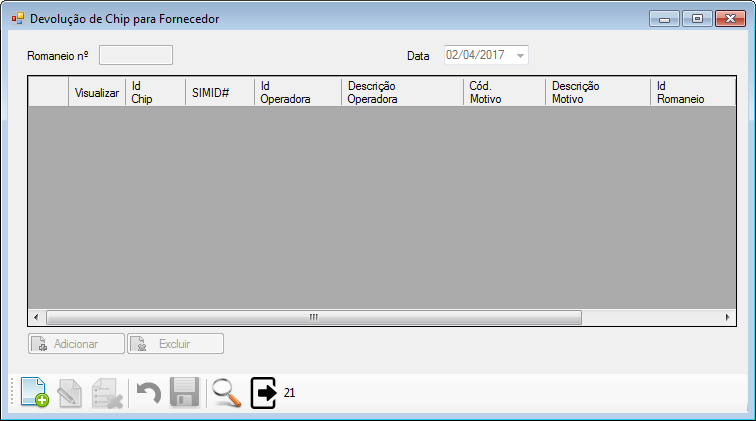 Devolução de Chip para Fornecedor
Romaneio nº
Data 02/04/2017
Visualizar Id Chip SIMID# Id Operadora Descrição Operadora Cód. Motivo Descrição Motivo Id Romaneio
Adicionar Excluir
21